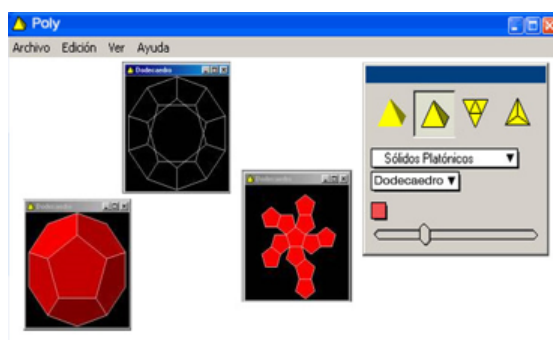 Poly
Archivo Edición Ver Ayuda
Dodecaedro
Dodecaedro
Dodecaedro
Sólidos Platónicos
Dodecaedro